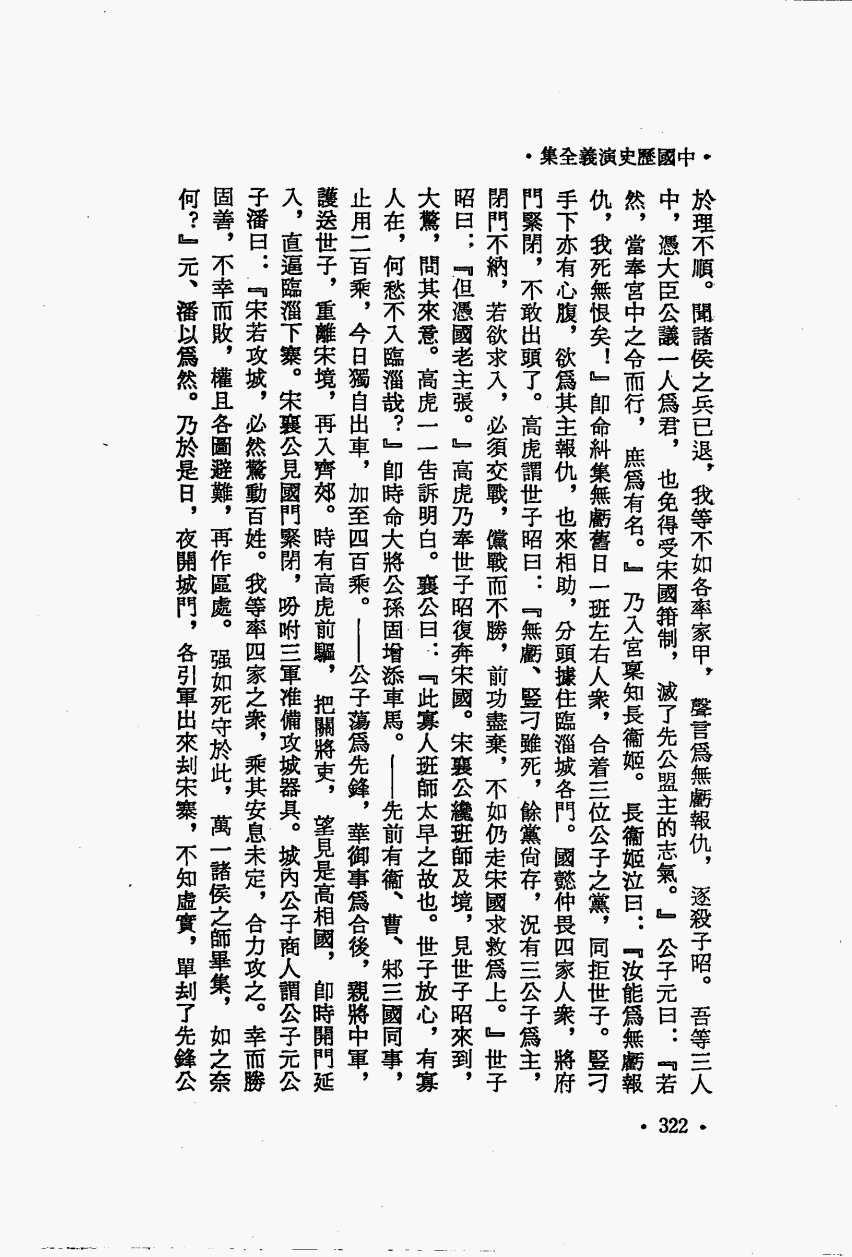 •中國歷史演義全集•
於理不順。聞諸侯之兵已退，我等不如各率家甲，聲言爲無虧報仇，逐殺子昭。吾等三人
中，憑大臣公議一人爲君，也免得受宋國箝制，滅了先公盟主的志氣。』公子元曰：『若
然，當奉宮中之令而行，庶爲有名。』乃入宮稟知長衞姬。長衞姬泣曰：『汝能爲無虧報
仇，我死無恨矣！』卽命糾集無虧舊日一班左右人衆，合着三位公子之黨，同拒世子。豎刁
手下亦有心腹，欲爲其主報仇，也來相助，分頭據住臨淄城各門。國懿仲畏四家人衆，將府
門緊閉，不敢出頭了。高虎謂世子昭曰：『無虧、豎刁雖死，餘黨尙存，況有三公子爲主，
閉門不納，若欲求入，必須交戰，儻戰而不勝，前功盡棄，不如仍走宋國求救爲上。』世子
昭曰；『但憑國老主張。』高虎乃奉世子昭復奔宋國。宋襄公纔班師及境，見世子昭來到，
大驚，問其來意。高虎一一告訴明白。襄公曰：『此寡人班師太早之故也。世子放心，有寡
人在，何愁不入臨淄哉？』卽時命大將公孫固增添車馬。——先前有衞、曹、邾三國同事，
止用二百乘，今日獨自出車，加至四百乘。——公子蕩爲先鋒，華御事爲合後，親將中軍，
護送世子，重離宋境，再入齊郊。時有高虎前驅，把關將吏，望見是高相國，卽時開門延
入，直逼臨淄下寨。宋襄公見國門緊閉，吩咐三軍准備攻城器具。城內公子商人謂公子元公
子潘曰：『宋若攻城，必然驚動百姓。我等率四家之衆，乘其安息未定，合力攻之。幸而勝
固善，不幸而敗，權且各圖避難，再作區處。强如死守於此，萬一諸侯之師畢集，如之奈
何？』元、潘以爲然。乃於是日，夜開城門，各引軍出來刦宋寨，不知虛實，單刦了先鋒公
•322•